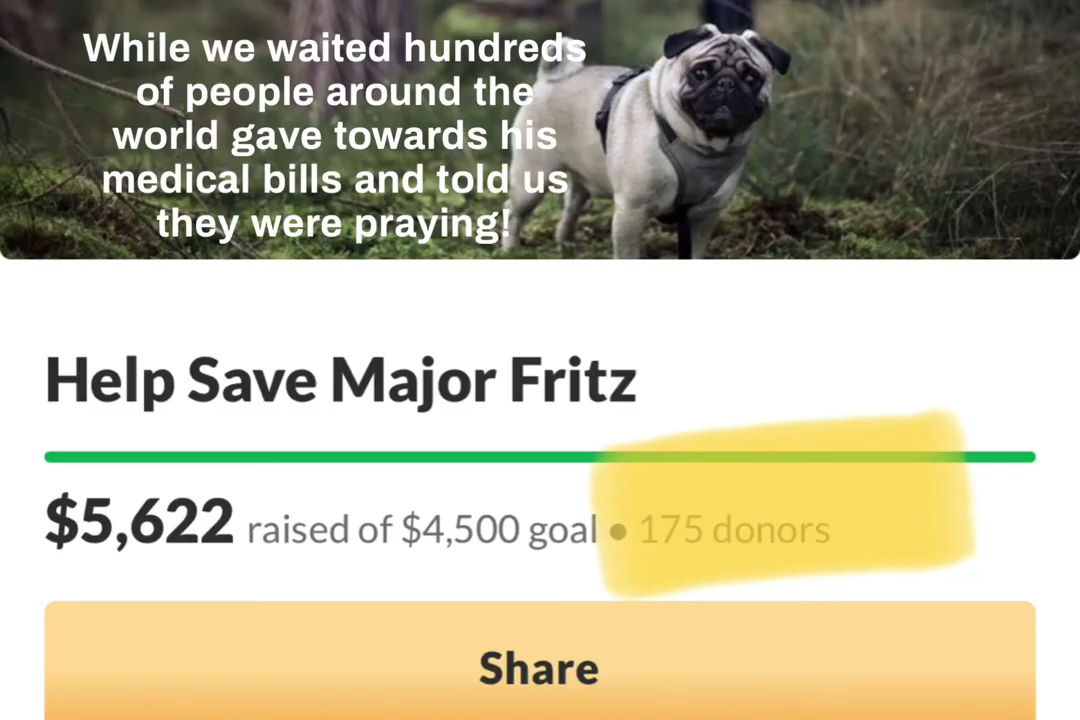 While we waited hundreds
of people around the
world gave towards his
medical bills and told us
they were praying!
Help Save Major Fritz
$5,622 raised of $4,500 goal • 175 donors
Share